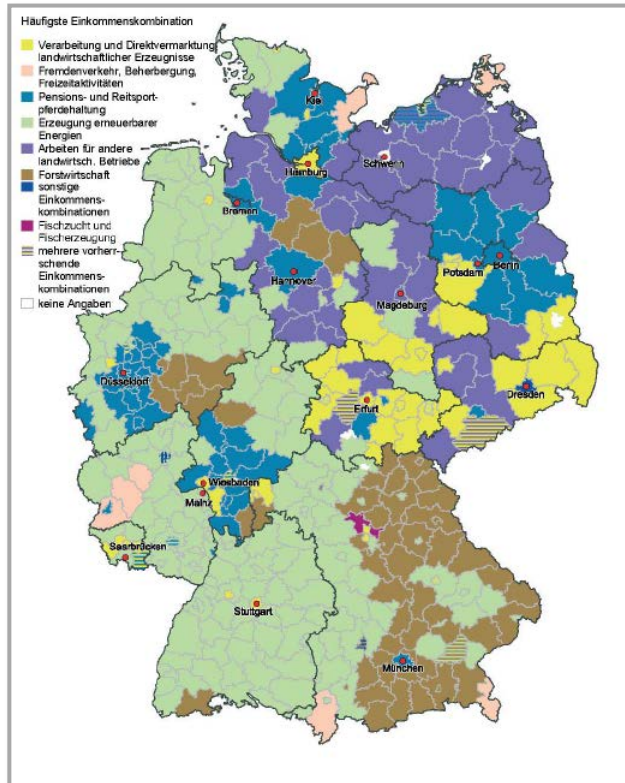 Häufigste Einkommenskombination
Verarbeitung und Direktvermarktung
landwirtschaftlicher Erzeugnisse
Fremdenverkehr, Beherbergung,
Freizeitaktivitäten
Pensions- und Reitsport-
pferdehaltung
Erzeugung erneuerbarer
Energien
Arbeiten für andere
landwirtsch. Betriebe
Forstwirtschaft
sonstige
Einkommens-
kombinationen
Fischzucht und
Fischerzeugung
mehrere vorherr-
schende
Einkommens-
kombinationen
keine Angaben
Kiel
Schwerin
Hamburg
Bremen
Berlin
Potsdam
Hannover
Magdeburg
Düsseldorf
Dresden
Erfurt
Wiesbaden
Mainz
Saarbrücken
Stuttgart
München